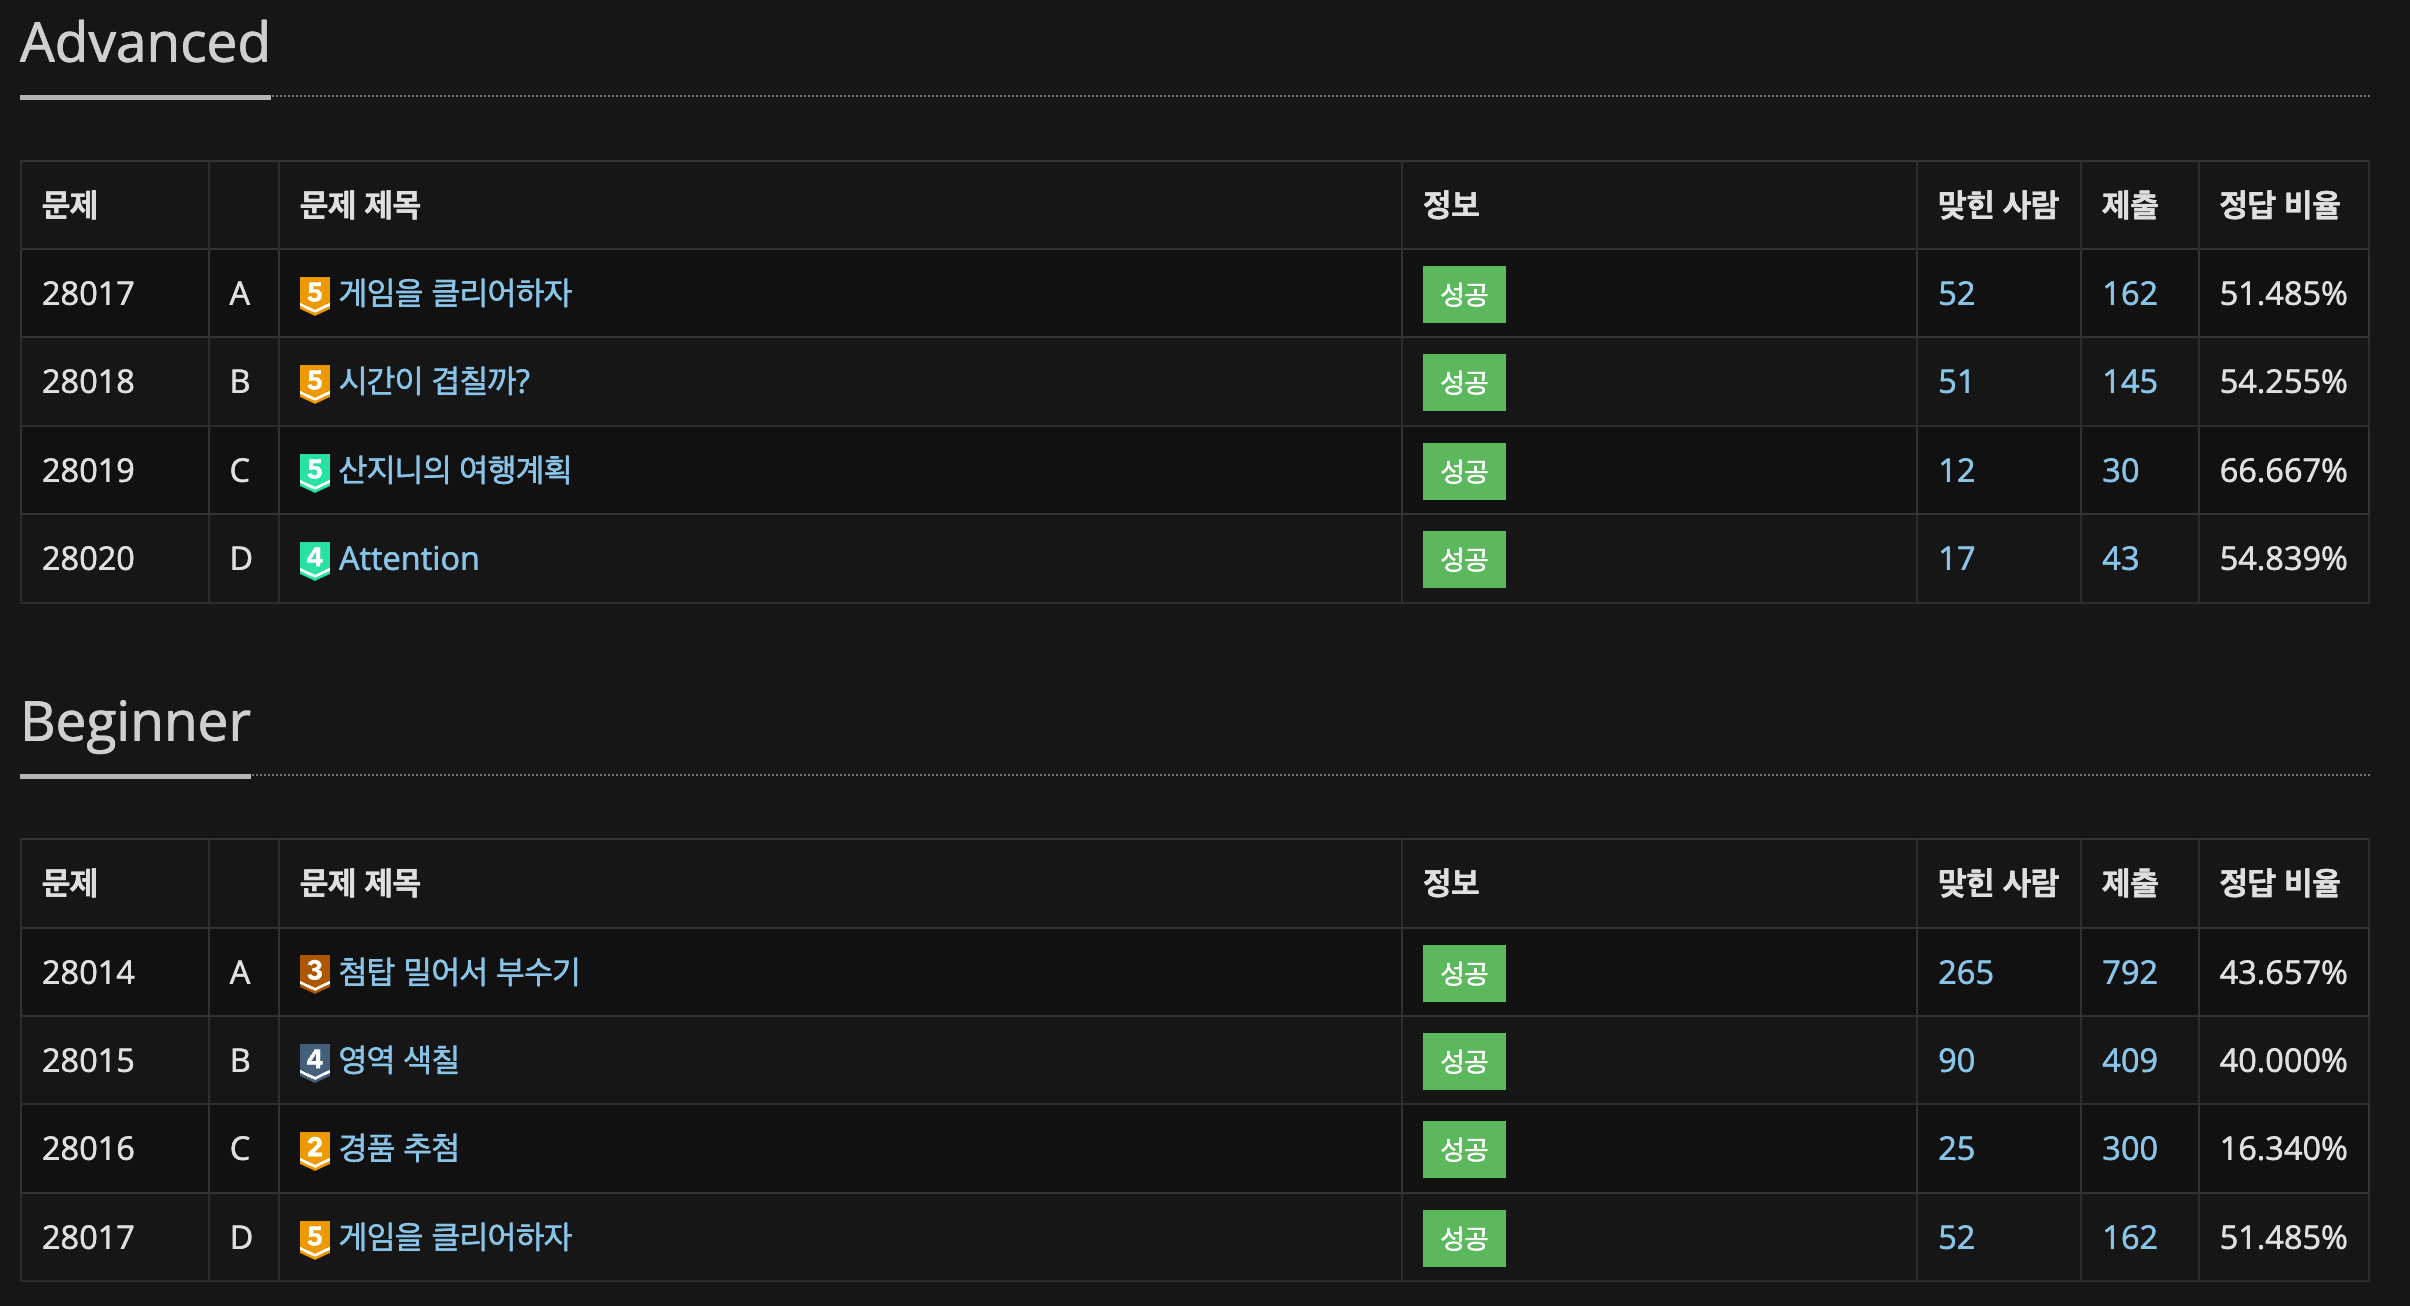 Advanced
문제 문제 제목 정보 맞힌 사람 제출 정답 비율
28017 A 5 게임을 클리어하자 성공 52 162 51.485%
28018 B 5 시간이 겹칠까? 성공 51 145 54.255%
28019 C 5 산지니의 여행계획 성공 12 30 66.667%
28020 D 4 Attention 성공 17 43 54.839%
Beginner
문제 문제 제목 정보 맞힌 사람 제출 정답 비율
28014 A 3 첨탑 밀어서 부수기 성공 265 792 43.657%
28015 B 4 영역 색칠 성공 90 409 40.000%
28016 C 2 경품 추첨 성공 25 300 16.340%
28017 D 5 게임을 클리어하자 성공 52 162 51.485%